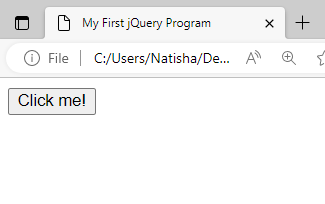 My First jQuery Program
File | C:/Users/Natisha/De...
Click me!